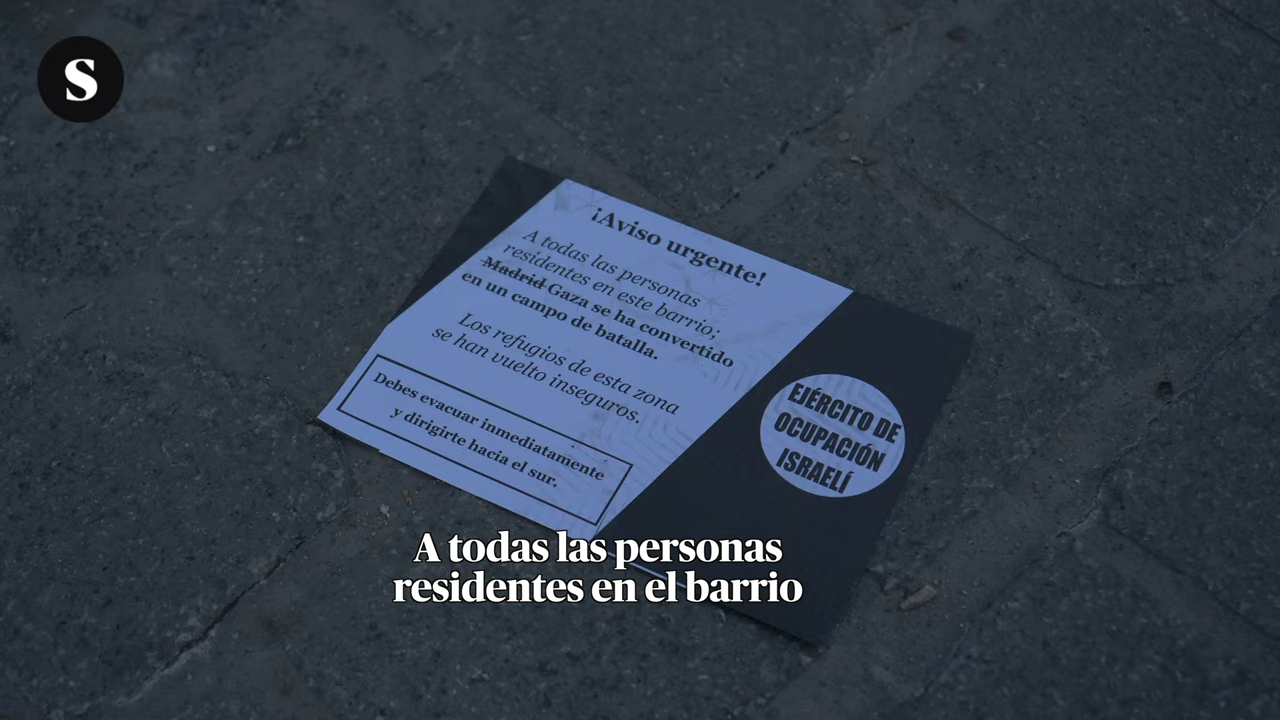 S
¡Aviso urgente!
A todas las personas
residentes en este barrio;
Madrid Gaza se ha convertido
en un campo de batalla.
Los refugios de esta zona
se han vuelto inseguros.
Debes evacuar inmediatamente
y dirigirte hacia el sur.
EJÉRCITO DE
OCUPACIÓN
ISRAELÍ
A todas las personas
residentes en el barrio